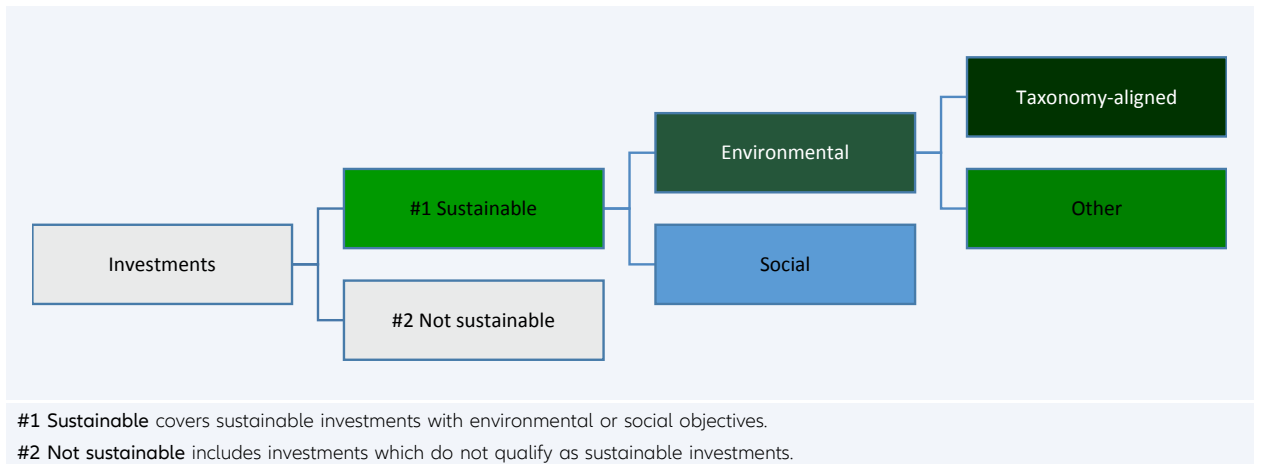 Taxonomy-aligned
Environmental
#1 Sustainable
Other
Investments
Social
#2 Not sustainable
#1 Sustainable covers sustainable investments with environmental or social objectives.
#2 Not sustainable includes investments which do not qualify as sustainable investments.